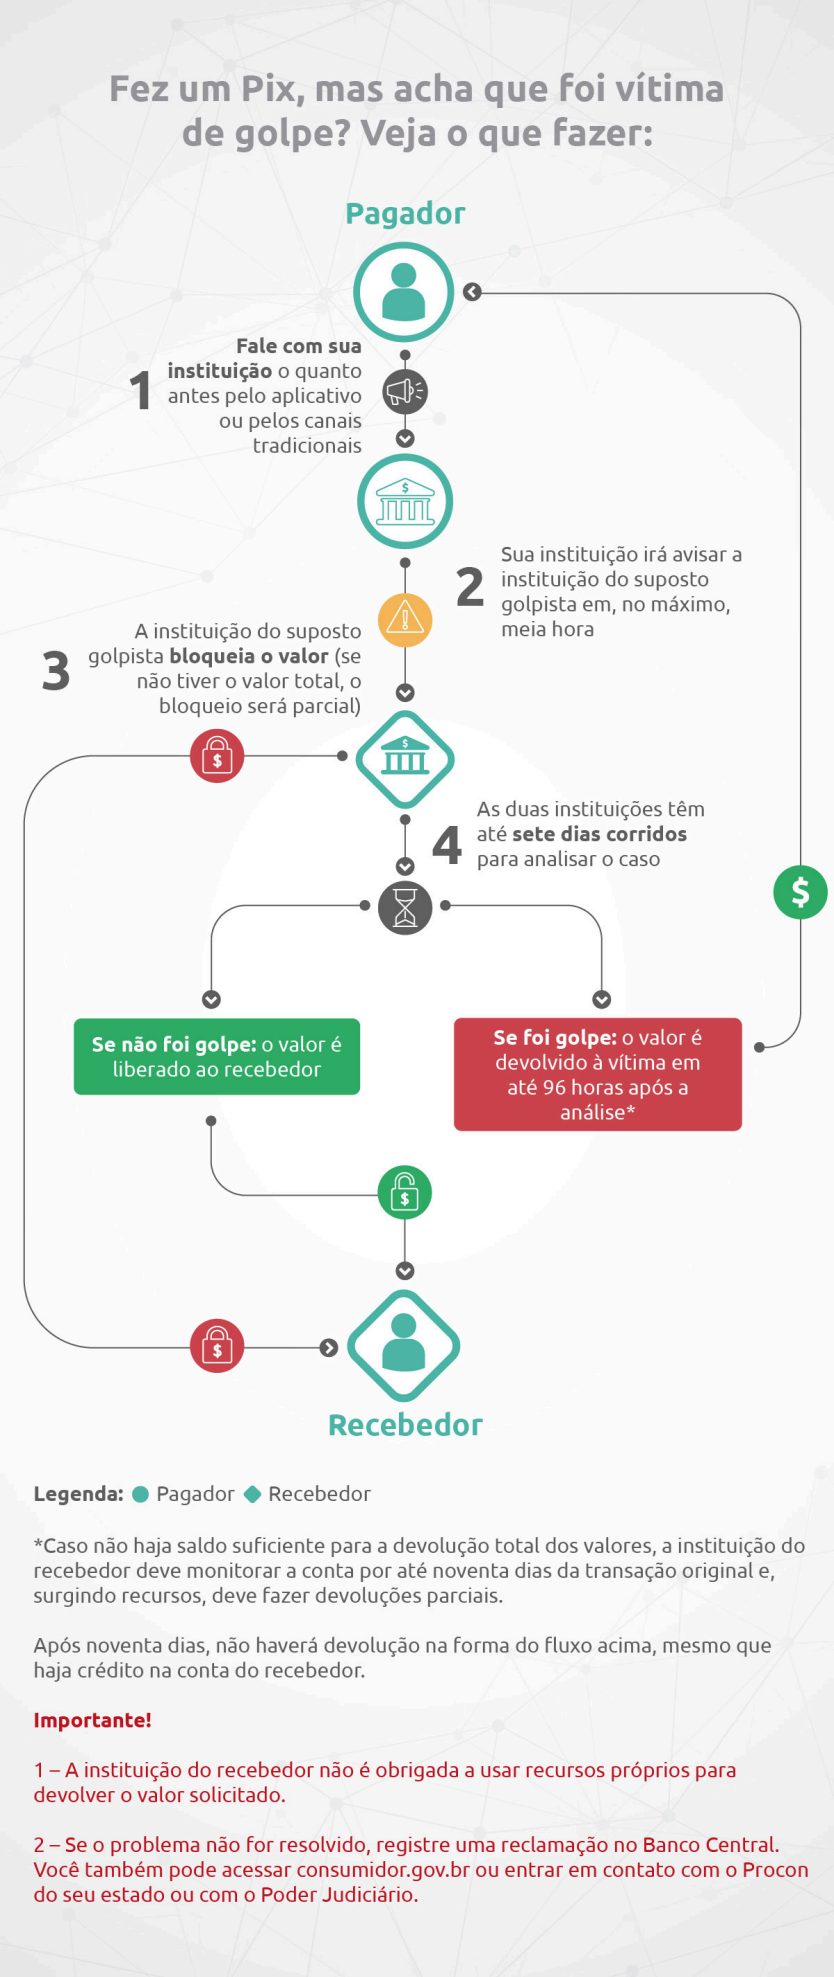 Fez um Pix, mas acha que foi vítima
de golpe? Veja o que fazer:
Pagador
1
Fale com sua
instituição o quanto
antes pelo aplicativo
ou pelos canais
tradicionais
$
2
Sua instituição irá avisar a
instituição do suposto
golpista em, no máximo,
meia hora
3
A instituição do suposto
golpista bloqueia o valor (se
não tiver o valor total, o
bloqueio será parcial)
$
$
4
As duas instituições têm
até sete dias corridos
para analisar o caso
$
Se não foi golpe: o valor é
liberado ao recebedor
Se foi golpe: o valor é
devolvido à vítima em
até 96 horas após a
análise*
$
$
Recebedor
Legenda: Pagador Recebedor
*Caso não haja saldo suficiente para a devolução total dos valores, a instituição do
recebedor deve monitorar a conta por até noventa dias da transação original e,
surgindo recursos, deve fazer devoluções parciais.
Após noventa dias, não haverá devolução na forma do fluxo acima, mesmo que
haja crédito na conta do recebedor.
Importante!
1 – A instituição do recebedor não é obrigada a usar recursos próprios para
devolver o valor solicitado.
2 – Se o problema não for resolvido, registre uma reclamação no Banco Central.
Você também pode acessar consumidor.gov.br ou entrar em contato com o Procon
do seu estado ou com o Poder Judiciário.